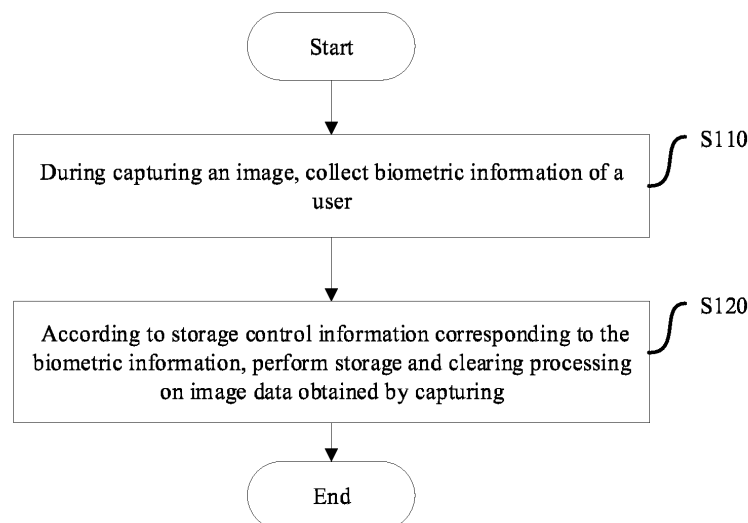 Start
S110
During capturing an image, collect biometric information of a
user
S120
According to storage control information corresponding to the
biometric information, perform storage and clearing processing
on image data obtained by capturing
End